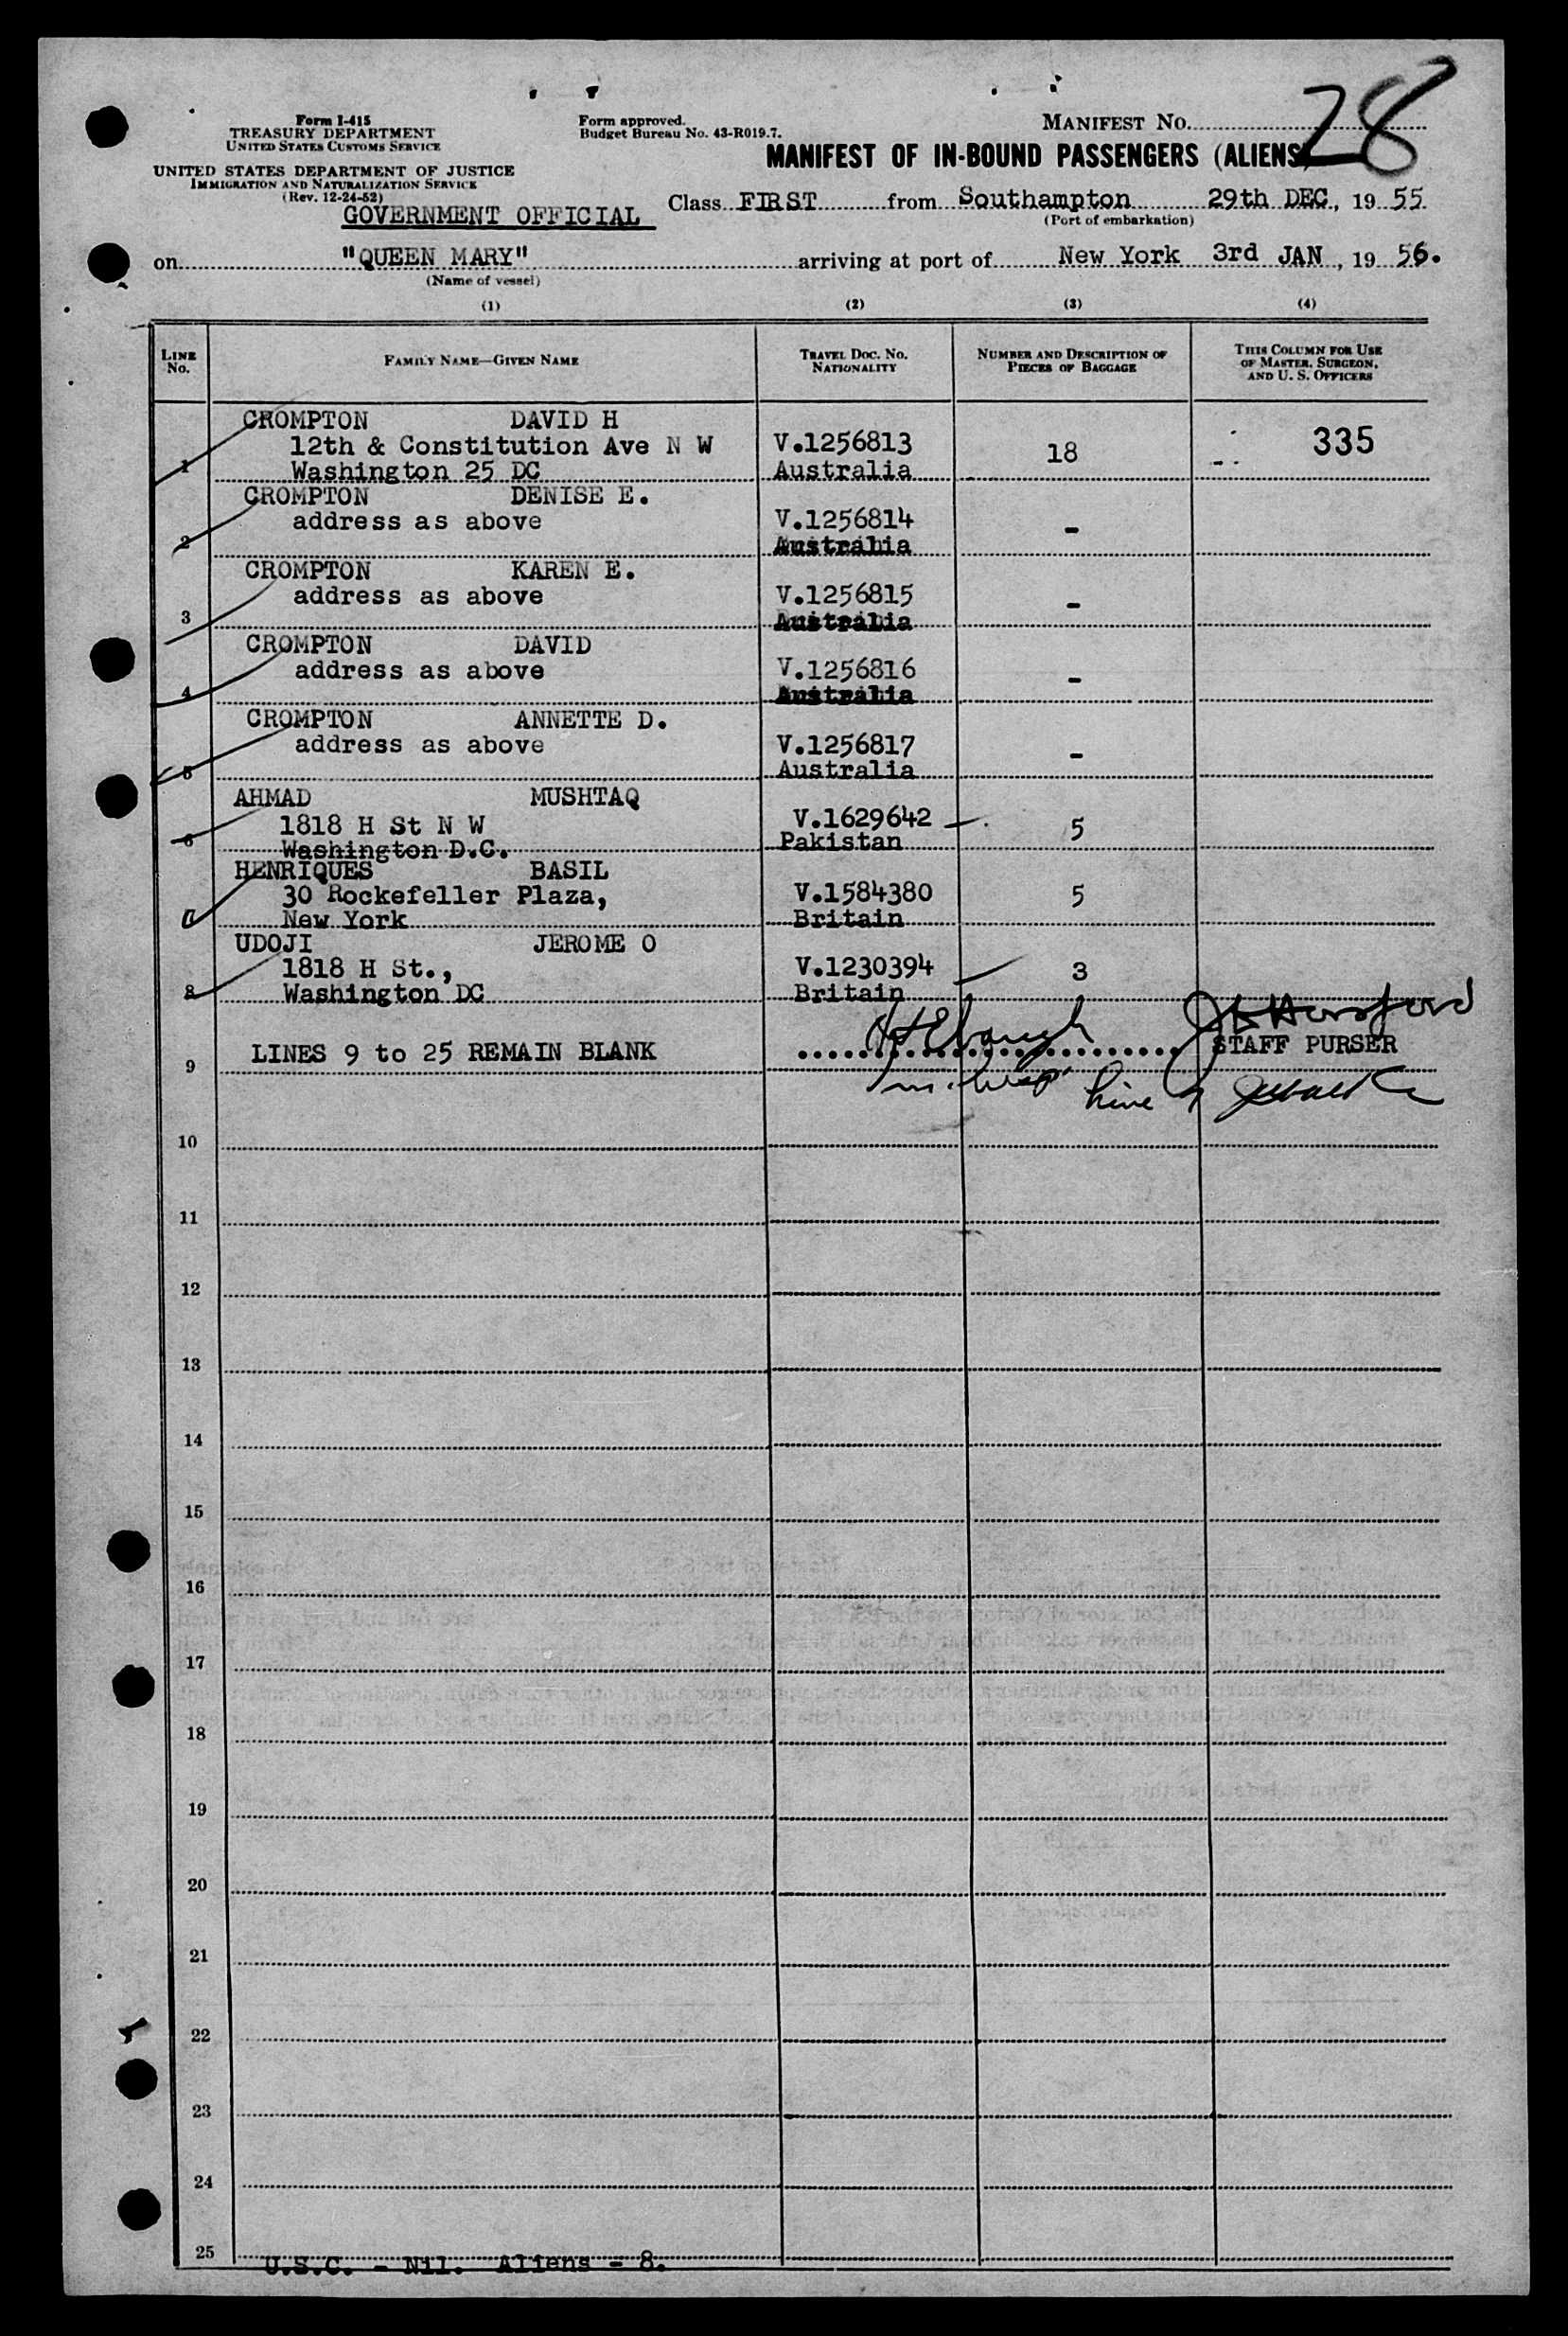 Form I-415
TREASURY DEPARTMENT
UNITED STATES CUSTOMS SERVICE
UNITED STATES DEPARTMENT OF JUSTICE
IMMIGRATION AND NATURALIZATION SERVICE
(Rev. 12-24-52)
Form approved.
Budget Bureau No. 43-R019.7.
MANIFEST NO. 28
MANIFEST OF IN-BOUND PASSENGERS (ALIENS)
GOVERNMENT OFFICIAL
Class FIRST from Southampton 29th DEC, 19 55
(Port of embarkation)
on "QUEEN MARY" arriving at port of New York 3rd JAN, 19 56.
(Name of vessel)
(1) (2) (3) (4)
LINE NO. FAMILY NAME—GIVEN NAME TRAVEL DOC. NO. NATIONALITY NUMBER AND DESCRIPTION OF PIECES OF BAGGAGE THIS COLUMN FOR USE OF MASTER, SURGEON, AND U. S. OFFICERS
CROMPTON DAVID H
12th & Constitution Ave N W V.1256813 18 335
1 Washington 25 DC Australia
CROMPTON DENISE E.
address as above V.1256814 -
2 Australia
CROMPTON KAREN E.
address as above V.1256815 -
3 Australia
CROMPTON DAVID
address as above V.1256816 -
4 Australia
CROMPTON ANNETTE D.
address as above V.1256817 -
5 Australia
AHMAD MUSHTAQ
1818 H St N W V.1629642 5
6 Washington D.C. Pakistan
HENRIQUES BASIL
30 Rockefeller Plaza, V.1584380 5
7 New York Britain
UDOJI JEROME O
1818 H St., V.1230394 3
8 Washington DC Britain
9 LINES 9 to 25 REMAIN BLANK STAFF PURSER
10
11
12
13
14
15
16
17
18
19
20
21
22
23
24
25
U.S.C. - Nil. Aliens - 8.